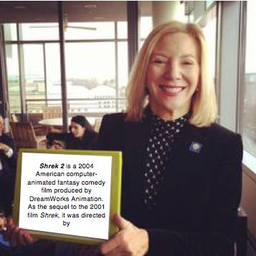 Shrek 2 is a 2004
American computer-
animated fantasy comedy
film produced by
DreamWorks Animation.
As the sequel to the 2001
film Shrek, it was directed
by